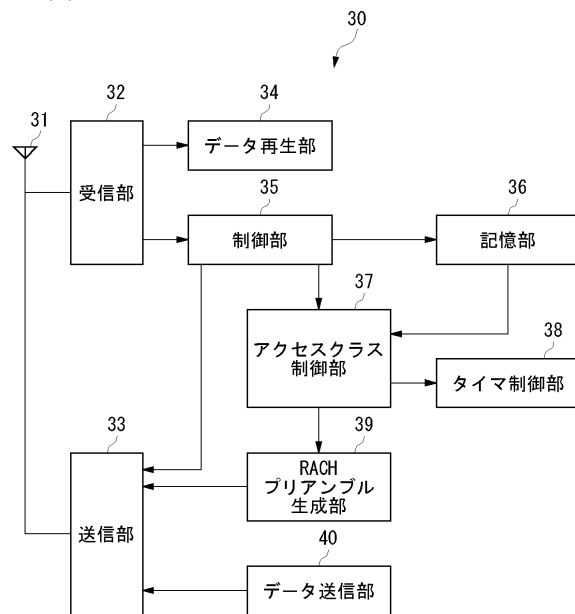 30
31
32
受信部
34
データ再生部
35
制御部
36
記憶部
37
アクセスクラス
制御部
38
タイマ制御部
33
送信部
39
RACH
プリアンブル
生成部
40
データ送信部